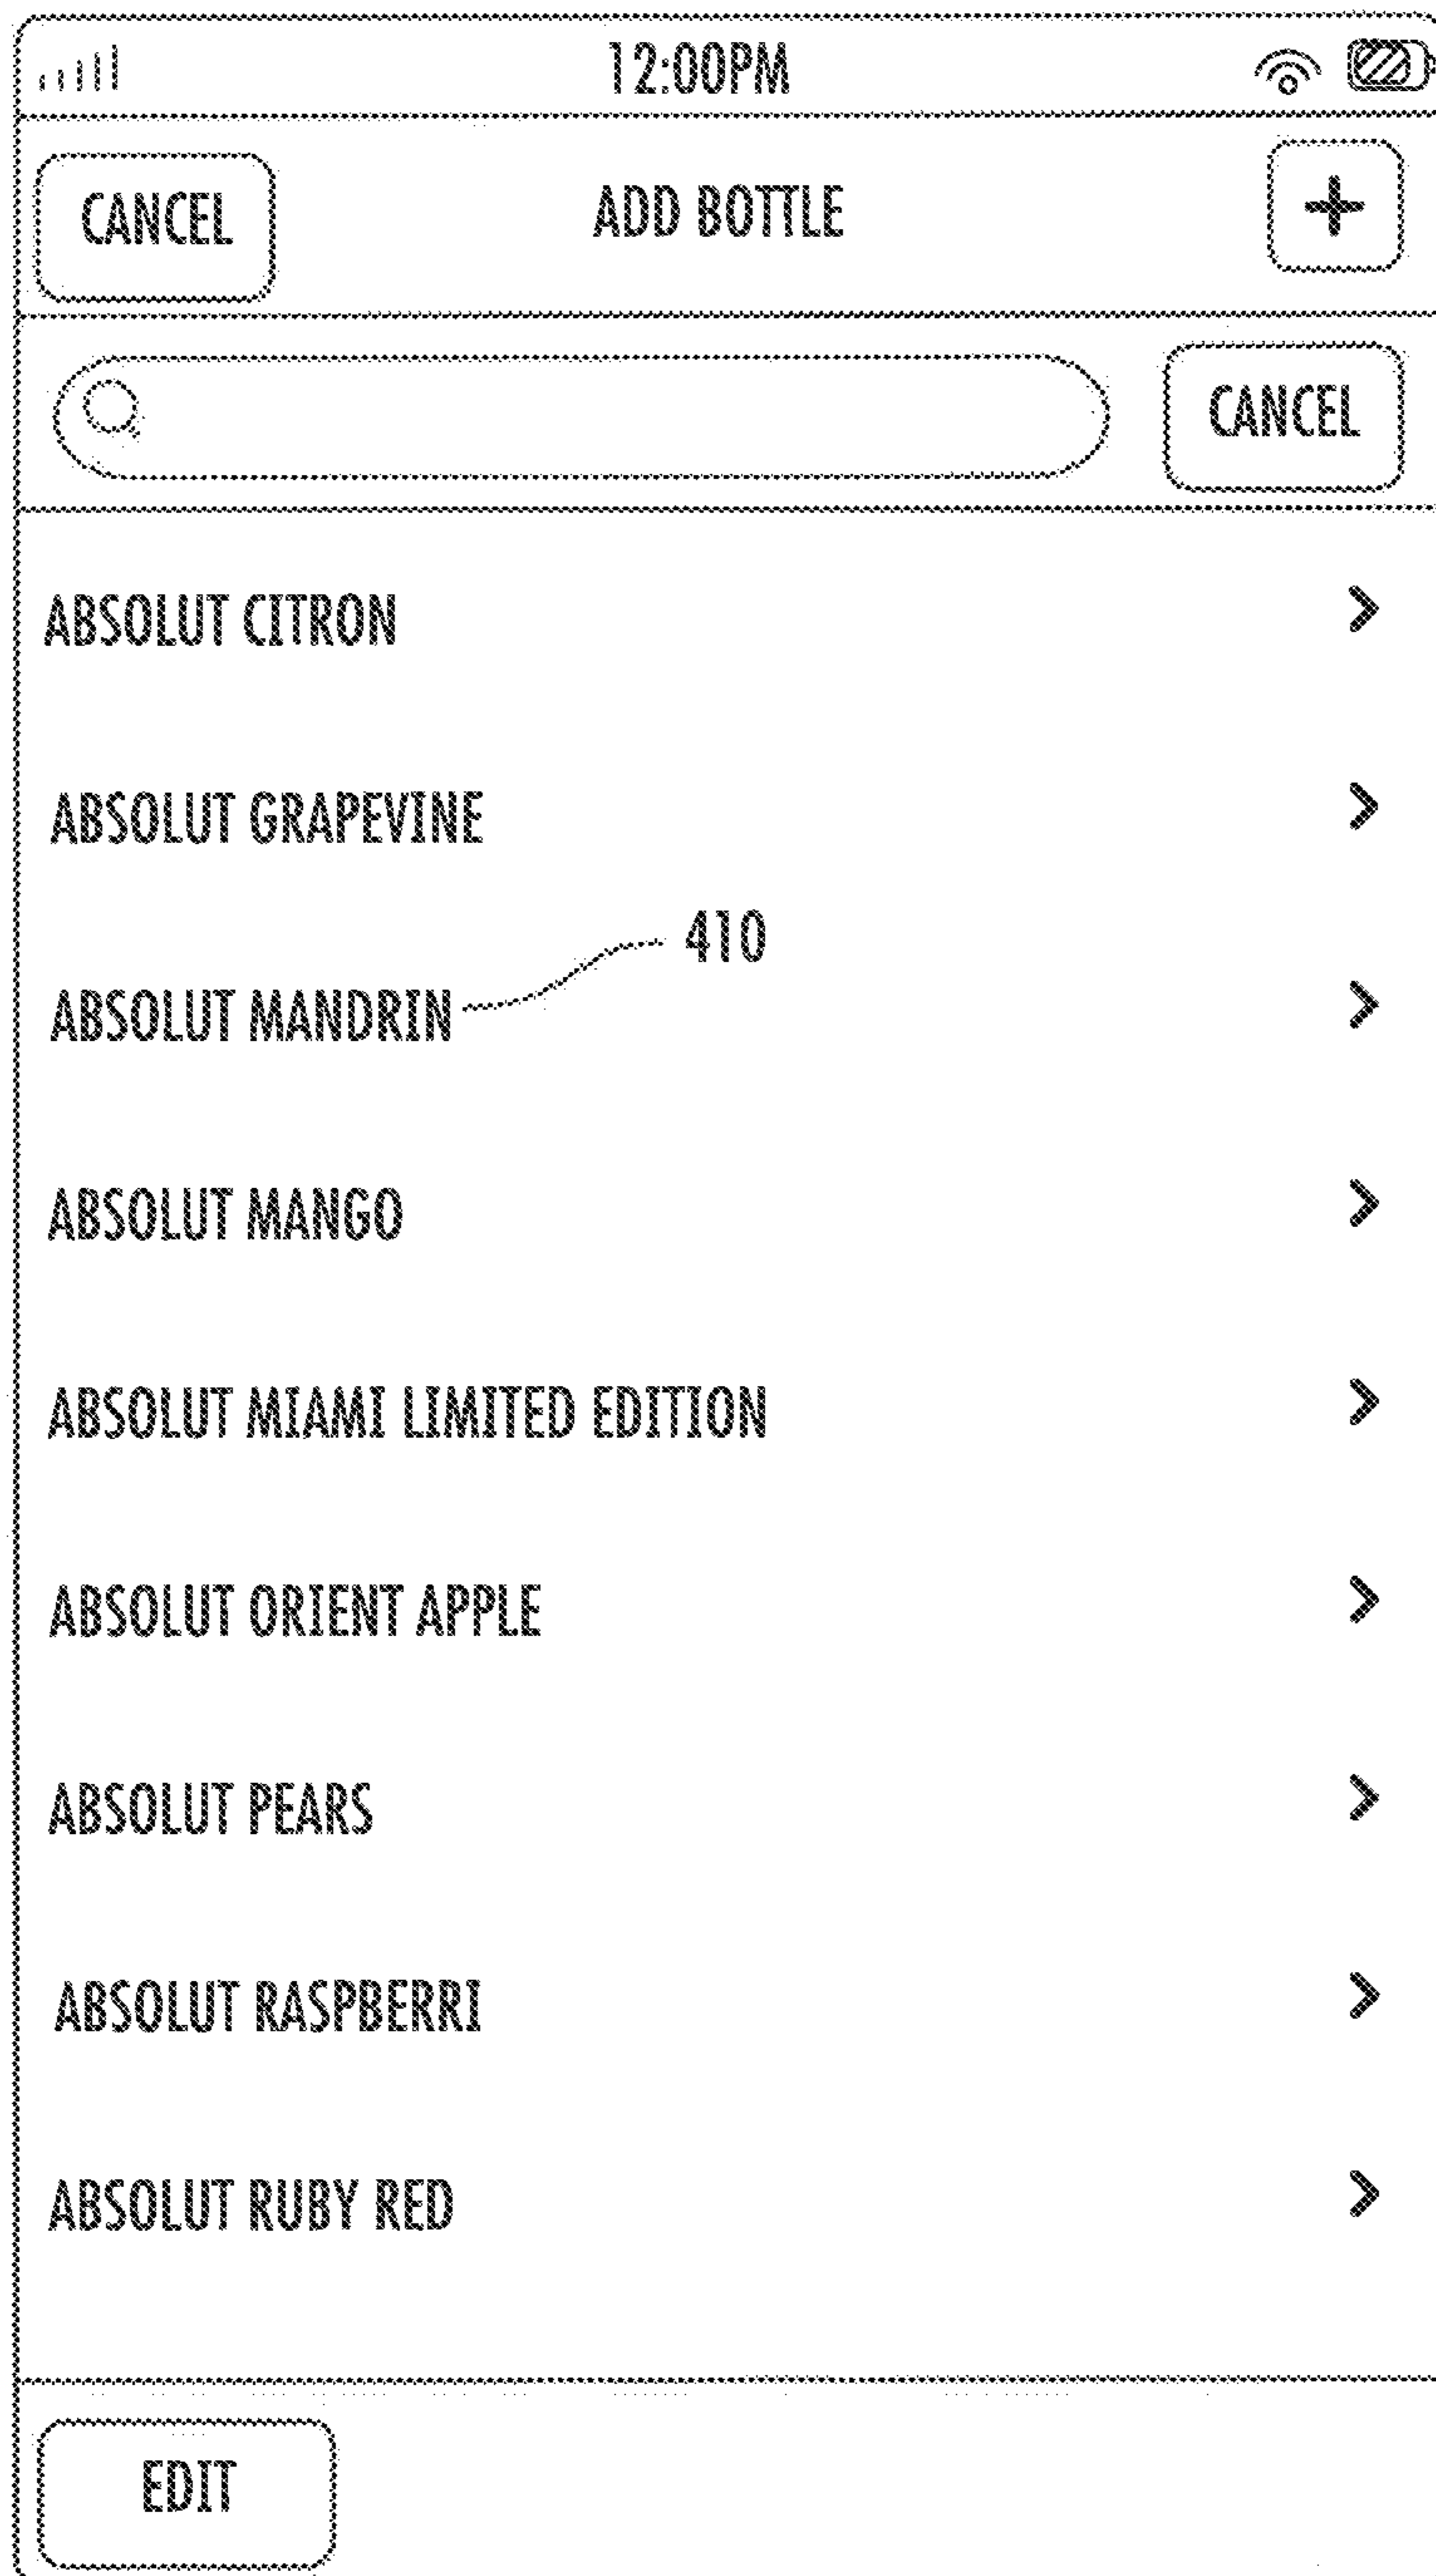 12:00PM
CANCEL ADD BOTTLE +
CANCEL
ABSOLUT CITRON >
ABSOLUT GRAPEVINE >
410
ABSOLUT MANDRIN >
ABSOLUT MANGO >
ABSOLUT MIAMI LIMITED EDITION >
ABSOLUT ORIENT APPLE >
ABSOLUT PEARS >
ABSOLUT RASPBERRI >
ABSOLUT RUBY RED >
EDIT